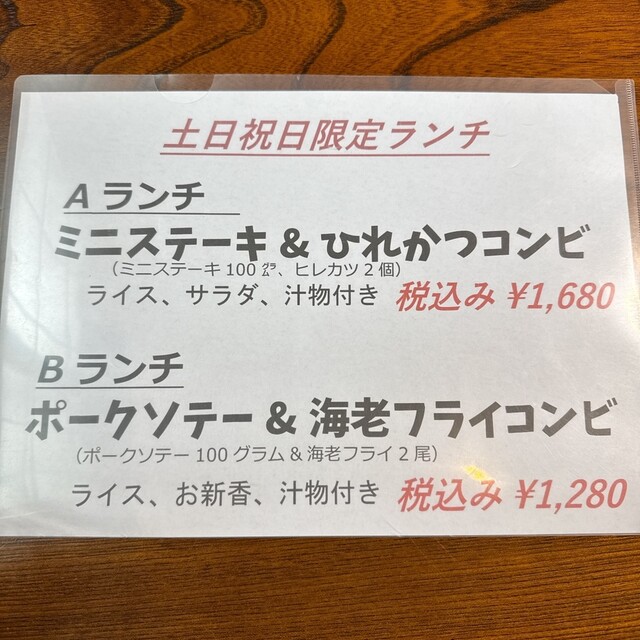 土日祝日限定ランチ
A ランチ
ミニステーキ & ひれかつコンビ
(ミニステーキ 100 ㌘、ヒレカツ 2 個)
ライス、サラダ、汁物付き 税込み ¥1,680
B ランチ
ポークソテー & 海老フライコンビ
(ポークソテー 100 グラム & 海老フライ 2 尾)
ライス、お新香、汁物付き 税込み ¥1,280